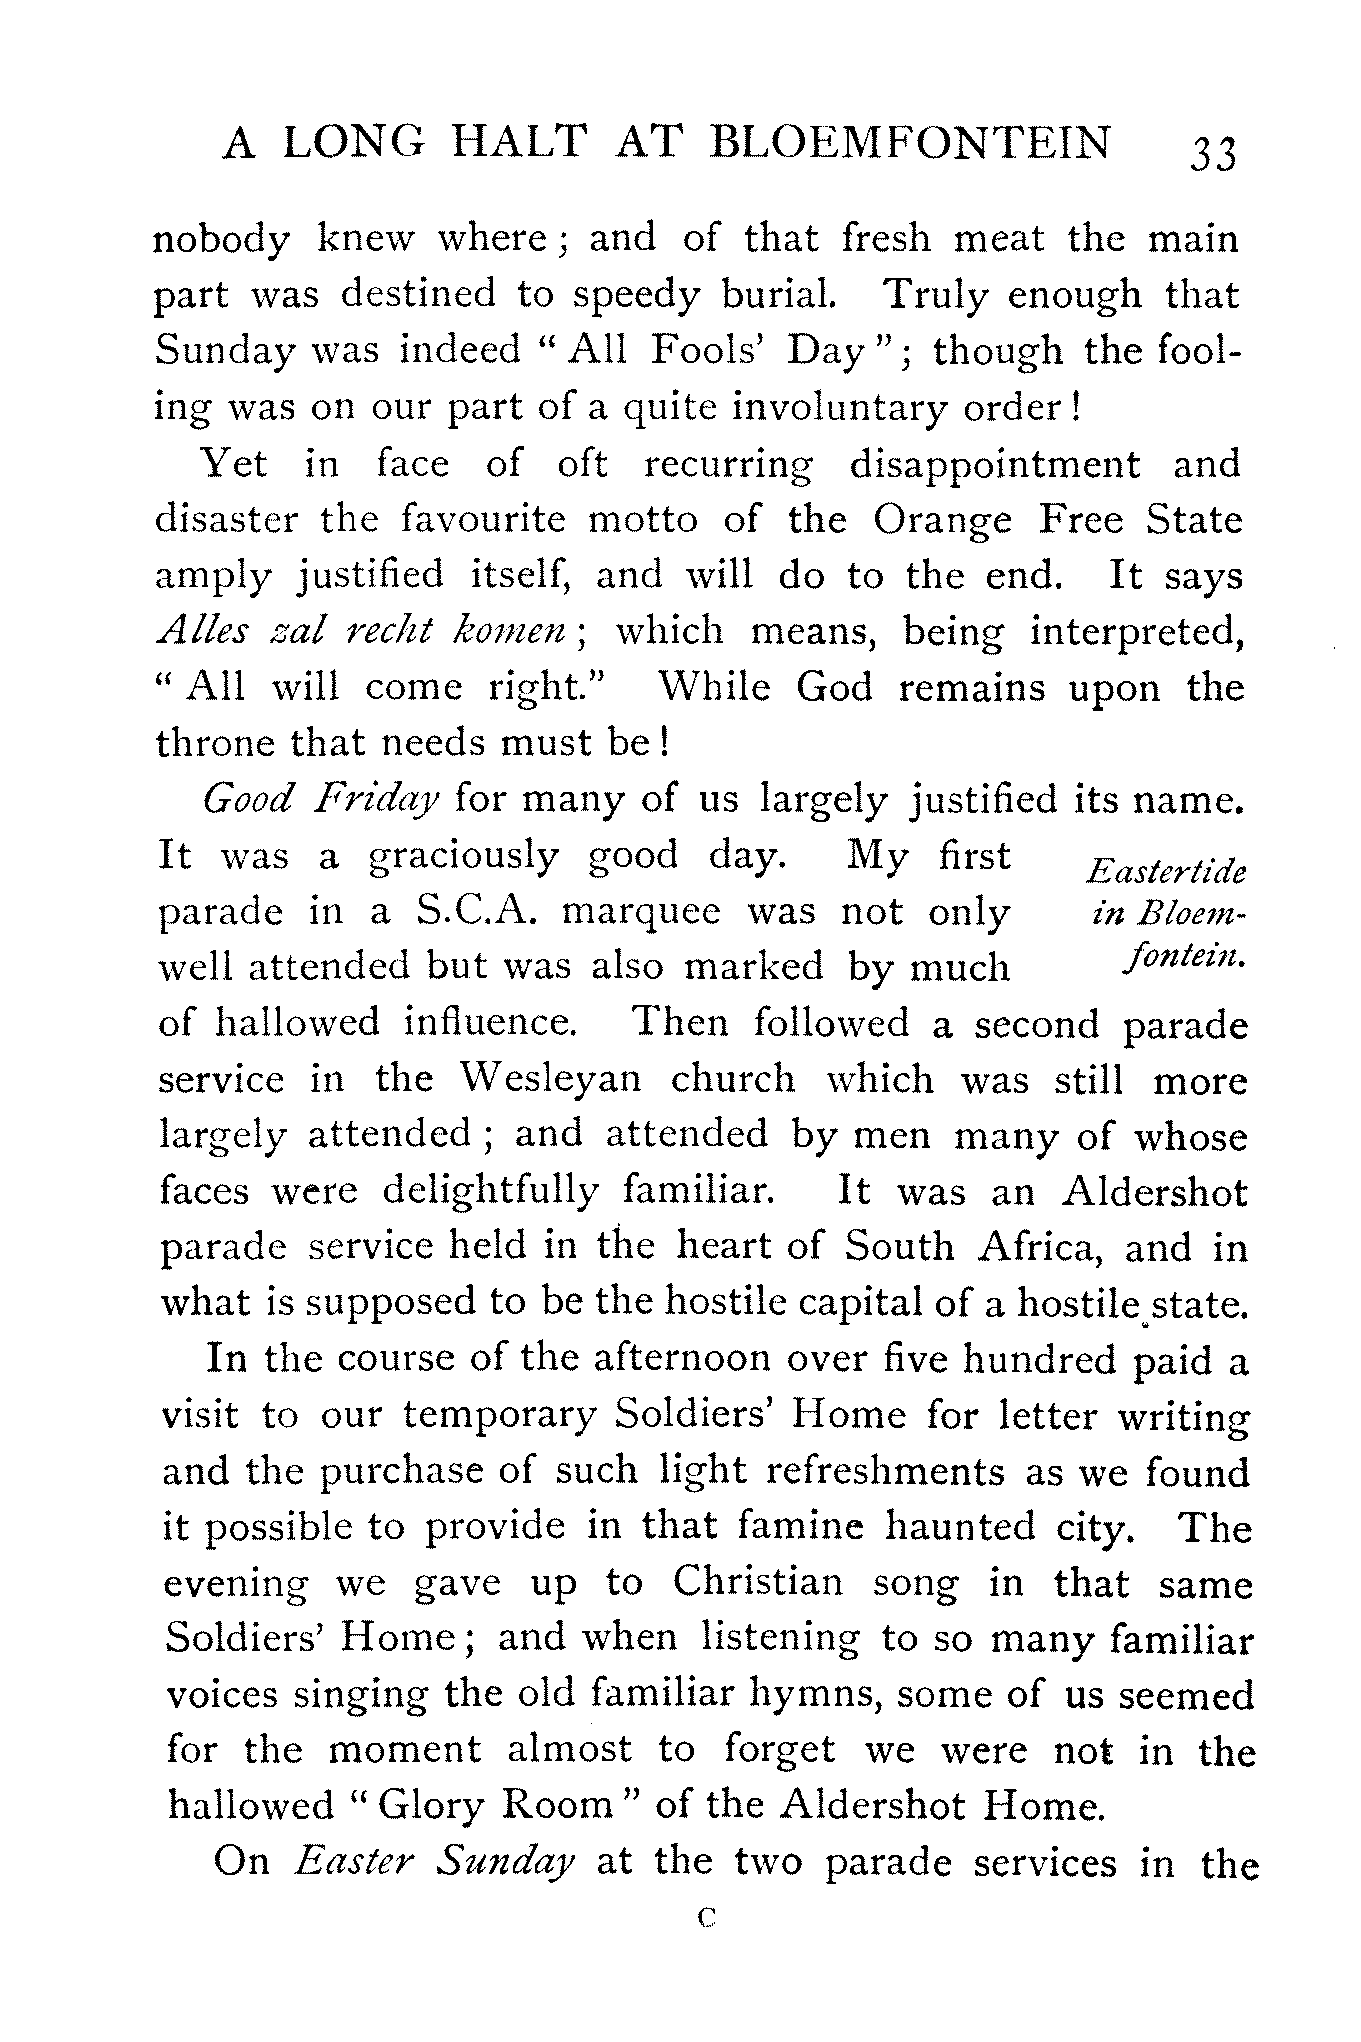 A LONG HALT AT BLOEMFONTEIN 33
nobody knew where ; and of that fresh meat the main
part was destined to speedy burial. Truly enough that
Sunday was indeed “ All Fools’ Day ” ; though the fool-
ing was on our part of a quite involuntary order !
Yet in face of oft recurring disappointment and
disaster the favourite motto of the Orange Free State
amply justified itself, and will do to the end. It says
Alles zal recht komen ; which means, being interpreted,
“ All will come right.” While God remains upon the
throne that needs must be !
Good Friday for many of us largely justified its name.
It was a graciously good day. My first
parade in a S.C.A. marquee was not only
well attended but was also marked by much
Eastertide
in Bloem-
fontein.
of hallowed influence. Then followed a second parade
service in the Wesleyan church which was still more
largely attended ; and attended by men many of whose
faces were delightfully familiar. It was an Aldershot
parade service held in the heart of South Africa, and in
what is supposed to be the hostile capital of a hostile state.
In the course of the afternoon over five hundred paid a
visit to our temporary Soldiers’ Home for letter writing
and the purchase of such light refreshments as we found
it possible to provide in that famine haunted city. The
evening we gave up to Christian song in that same
Soldiers’ Home ; and when listening to so many familiar
voices singing the old familiar hymns, some of us seemed
for the moment almost to forget we were not in the
hallowed “ Glory Room ” of the Aldershot Home.
On Easter Sunday at the two parade services in the
C